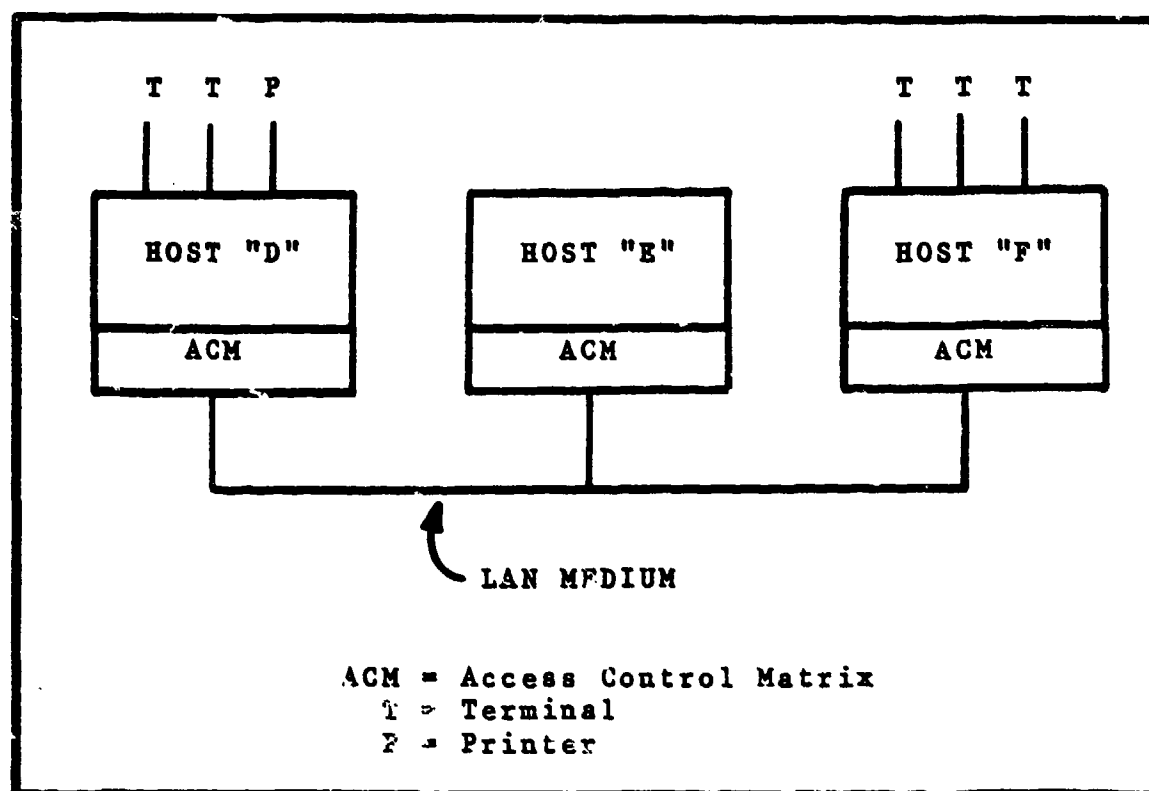 T T P T T T
HOST "D" HOST "E" HOST "F"
ACM ACM ACM
LAN MEDIUM
ACM = Access Control Matrix
T = Terminal
P = Printer